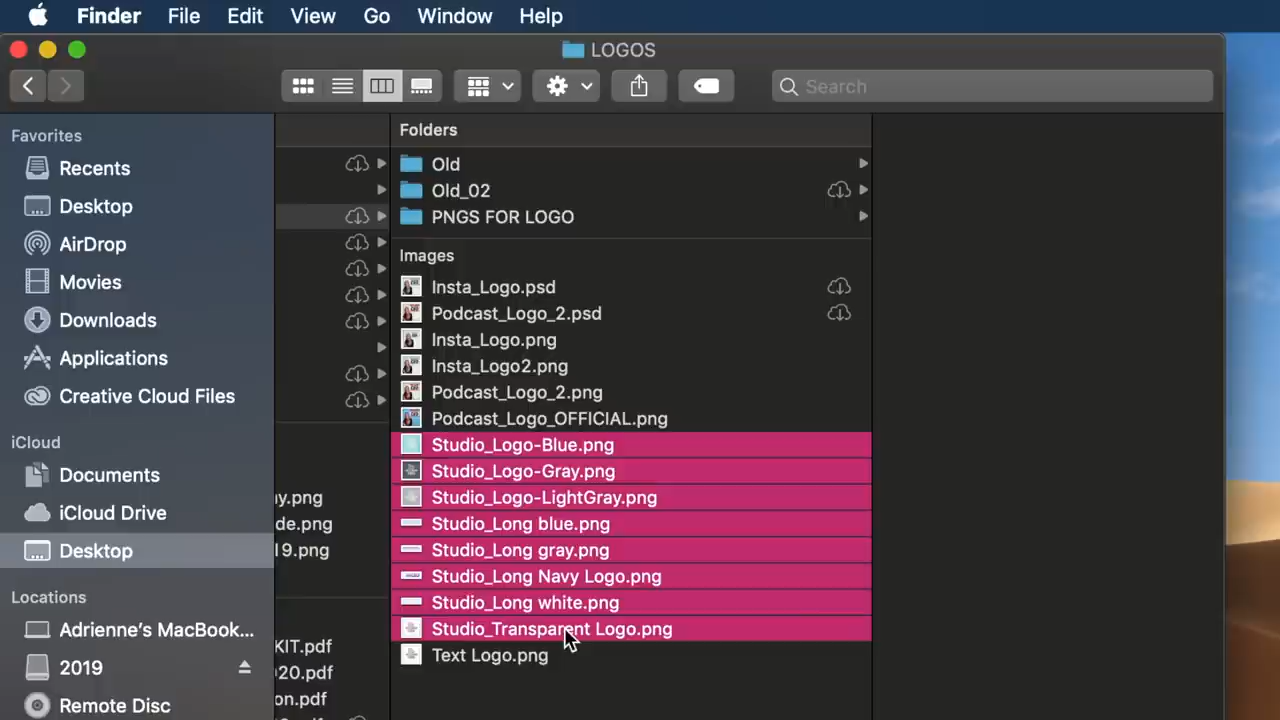 Finder File Edit View Go Window Help
LOGOS
Search
Favorites
Recents
Desktop
AirDrop
Movies
Downloads
Applications
Creative Cloud Files
iCloud
Documents
iCloud Drive
Desktop
Locations
Adrienne’s MacBook...
2019
Remote Disc
y.png
de.png
19.png
KIT.pdf
20.pdf
on.pdf
Folders
Old
Old_02
PNGS FOR LOGO
Images
Insta_Logo.psd
Podcast_Logo_2.psd
Insta_Logo.png
Insta_Logo2.png
Podcast_Logo_2.png
Podcast_Logo_OFFICIAL.png
Studio_Logo-Blue.png
Studio_Logo-Gray.png
Studio_Logo-LightGray.png
Studio_Long blue.png
Studio_Long gray.png
Studio_Long Navy Logo.png
Studio_Long white.png
Studio_Transparent Logo.png
Text Logo.png